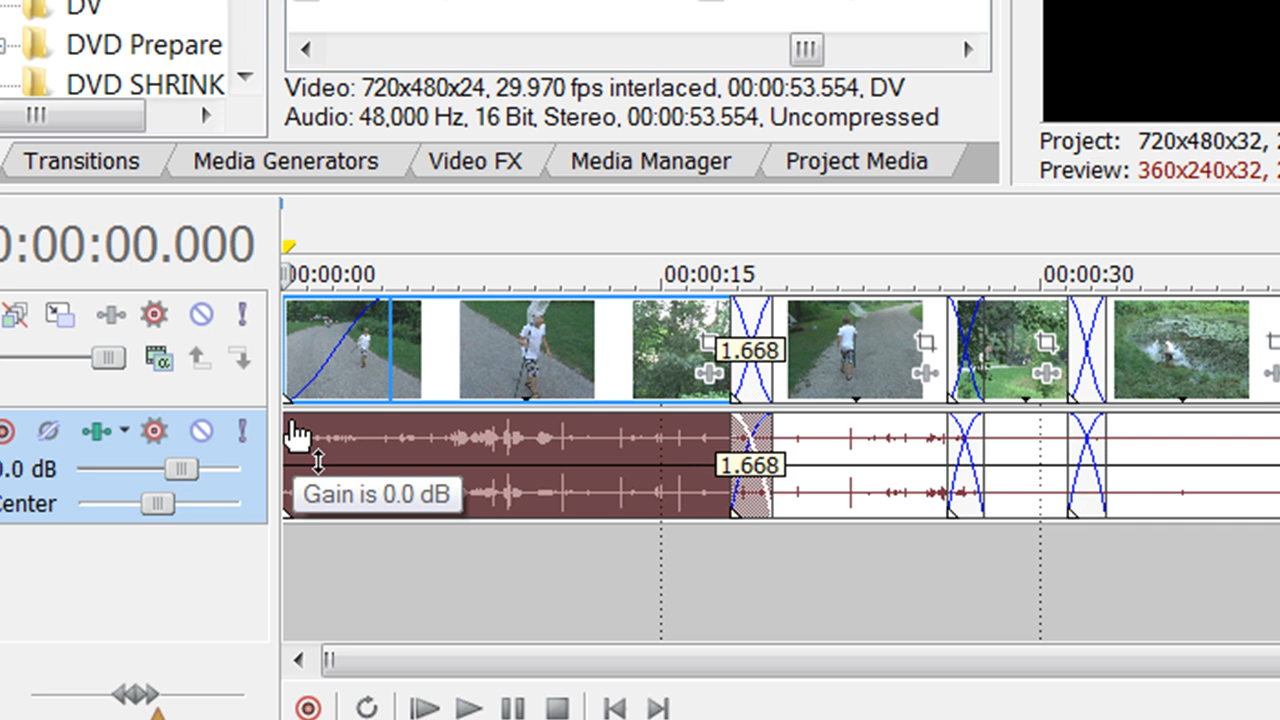 DV
DVD Prepare
DVD SHRINK
Video: 720x480x24, 29.970 fps interlaced, 00:00:53.554, DV
Audio: 48,000 Hz, 16 Bit, Stereo, 00:00:53.554, Uncompressed
Project: 720x480x32,
Preview: 360x240x32,
Transitions
Media Generators
Video FX
Media Manager
Project Media
0:00:00.000
00:00:00
00:00:15
00:00:30
1.668
1.668
0.0 dB
Gain is 0.0 dB
Center